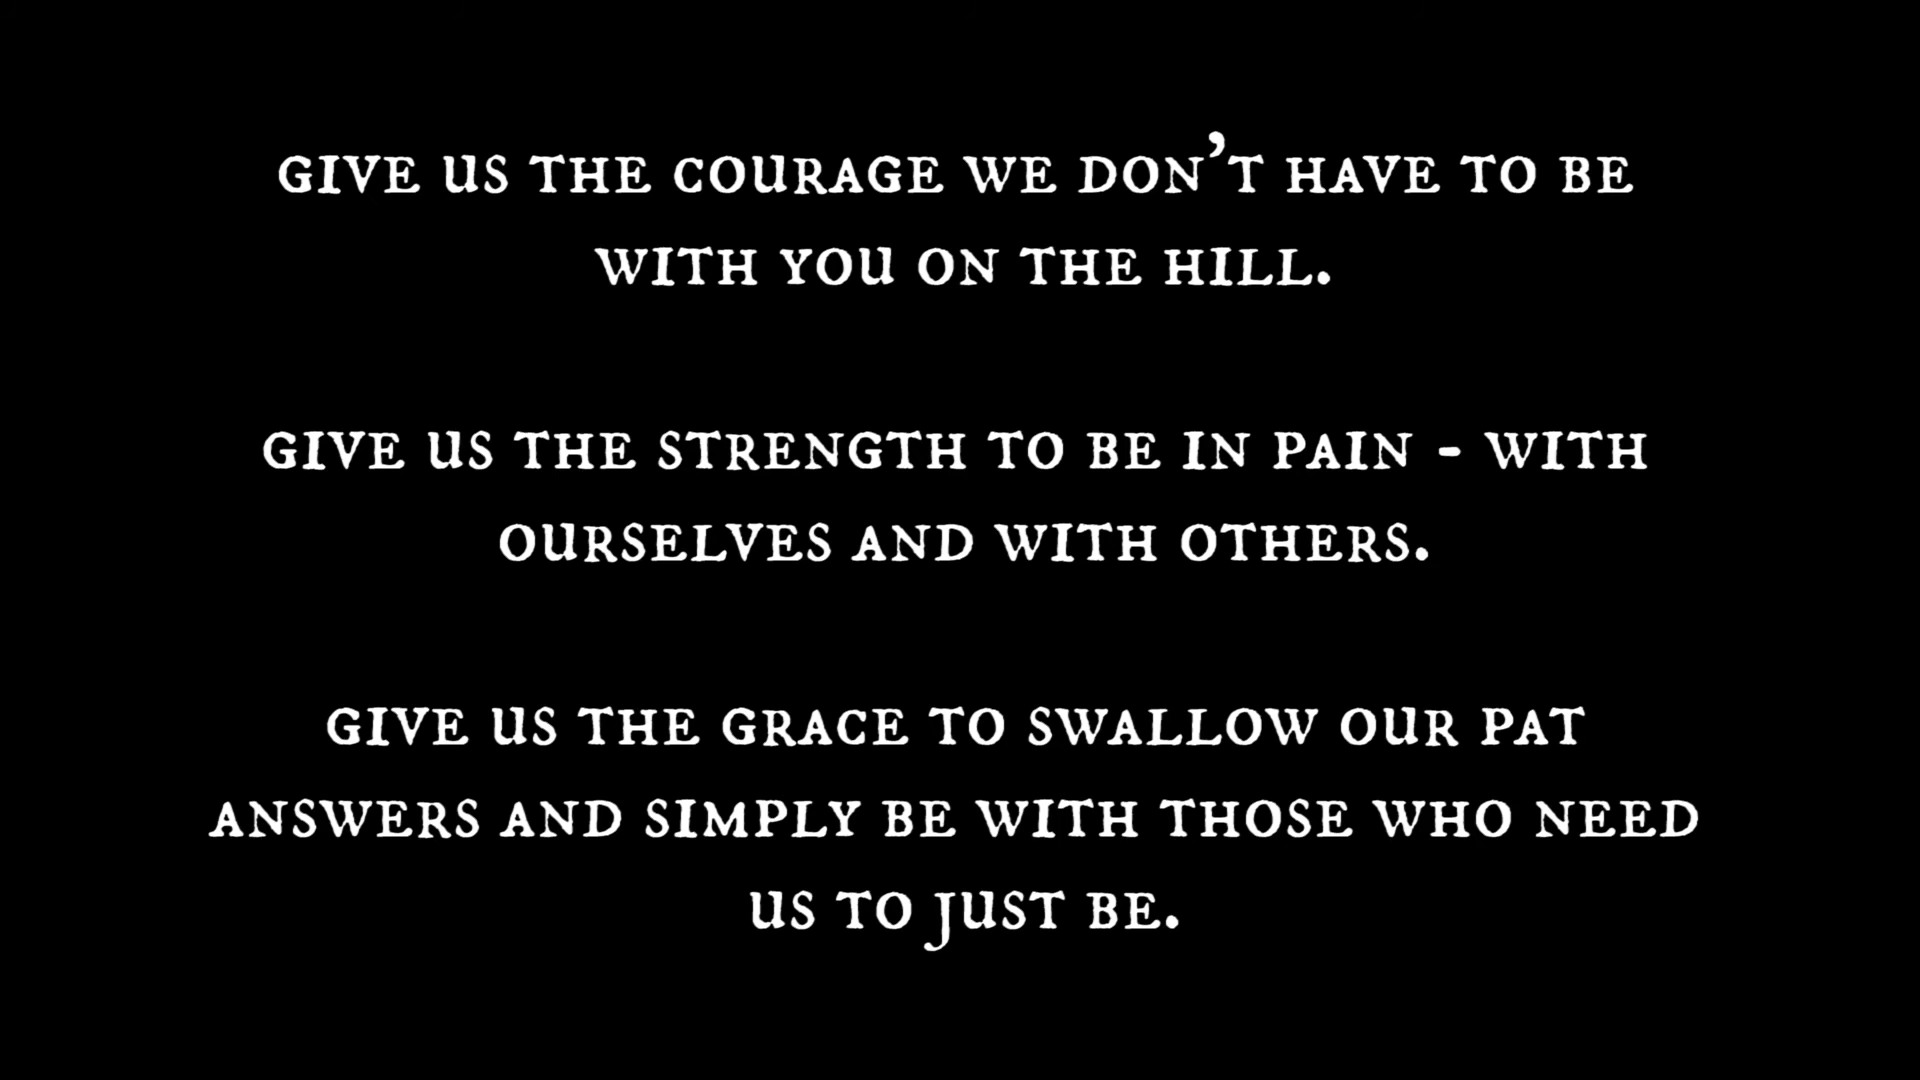 GIVE US THE COURAGE WE DON'T HAVE TO BE
WITH YOU ON THE HILL.
GIVE US THE STRENGTH TO BE IN PAIN - WITH
OURSELVES AND WITH OTHERS.
GIVE US THE GRACE TO SWALLOW OUR PAT
ANSWERS AND SIMPLY BE WITH THOSE WHO NEED
US TO JUST BE.